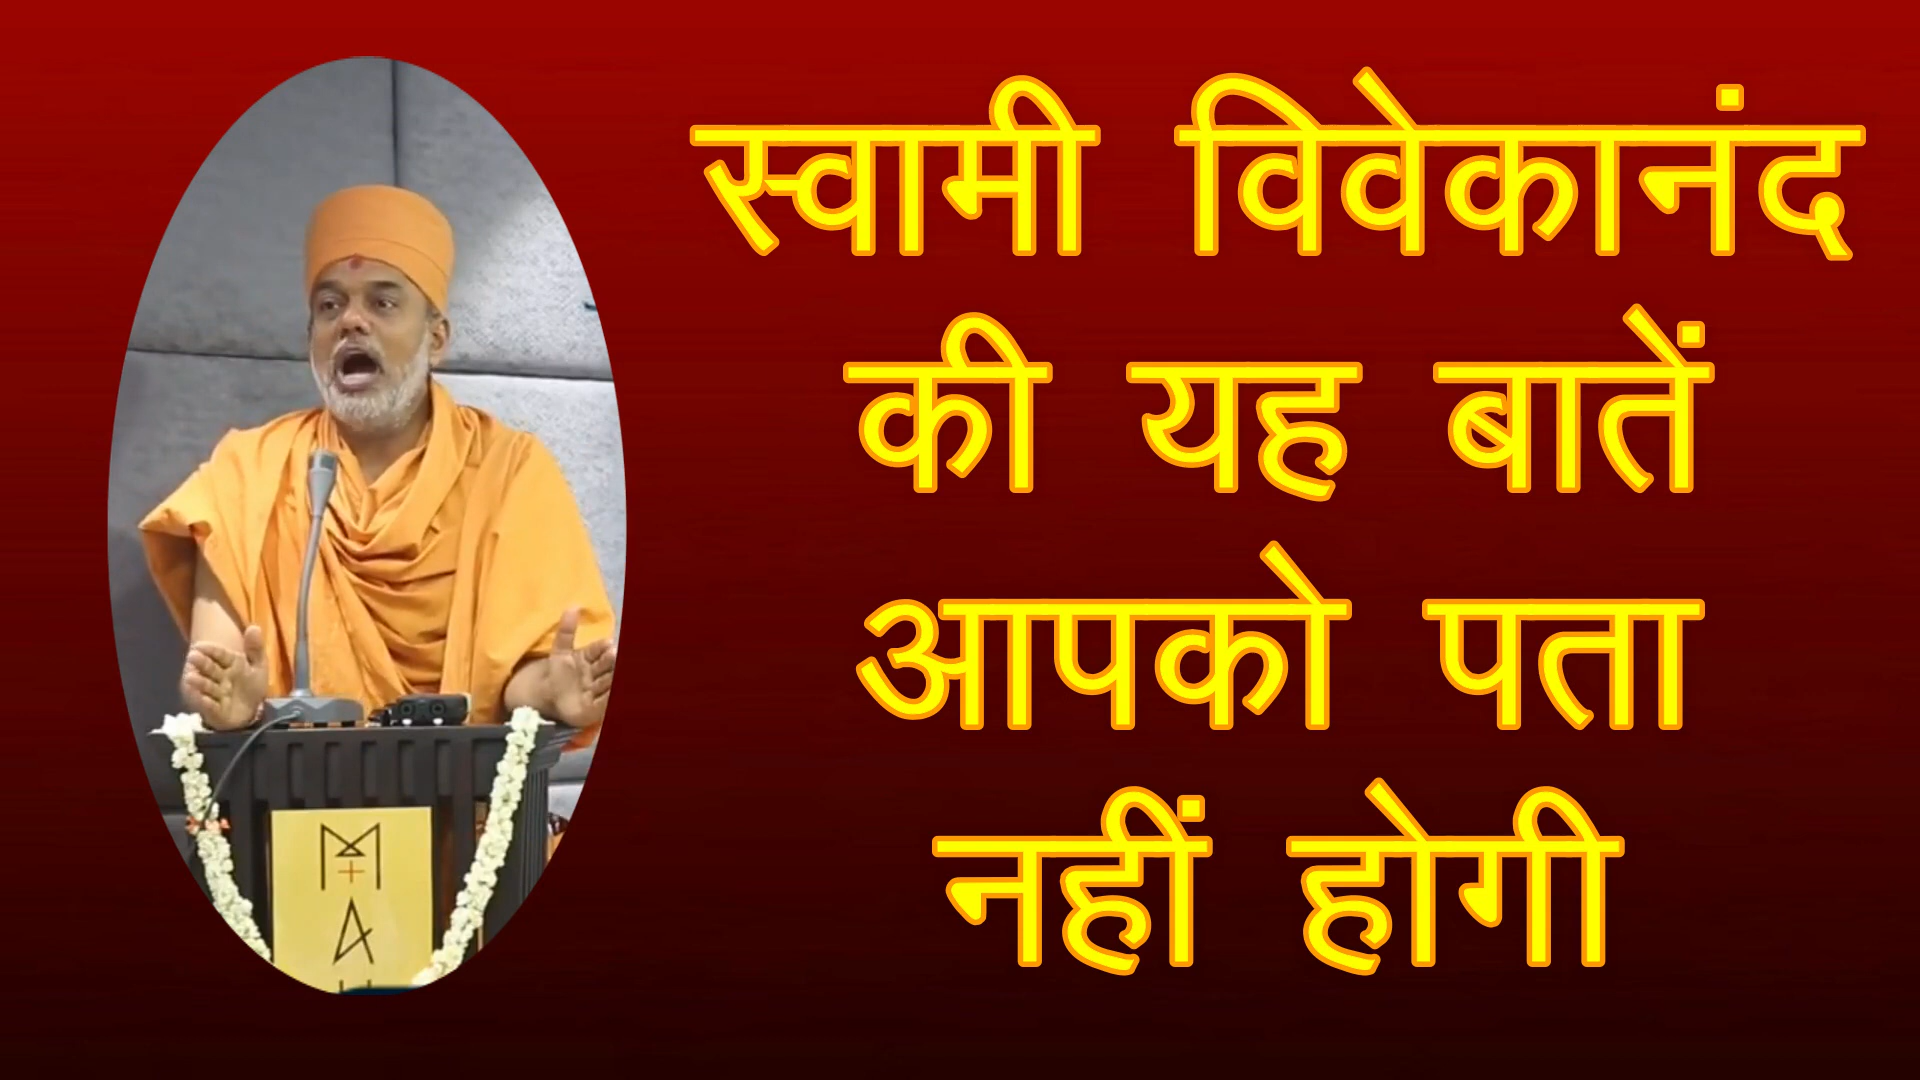 स्वामी विवेकानंद
की यह बातें
आपको पता
नहीं होगी